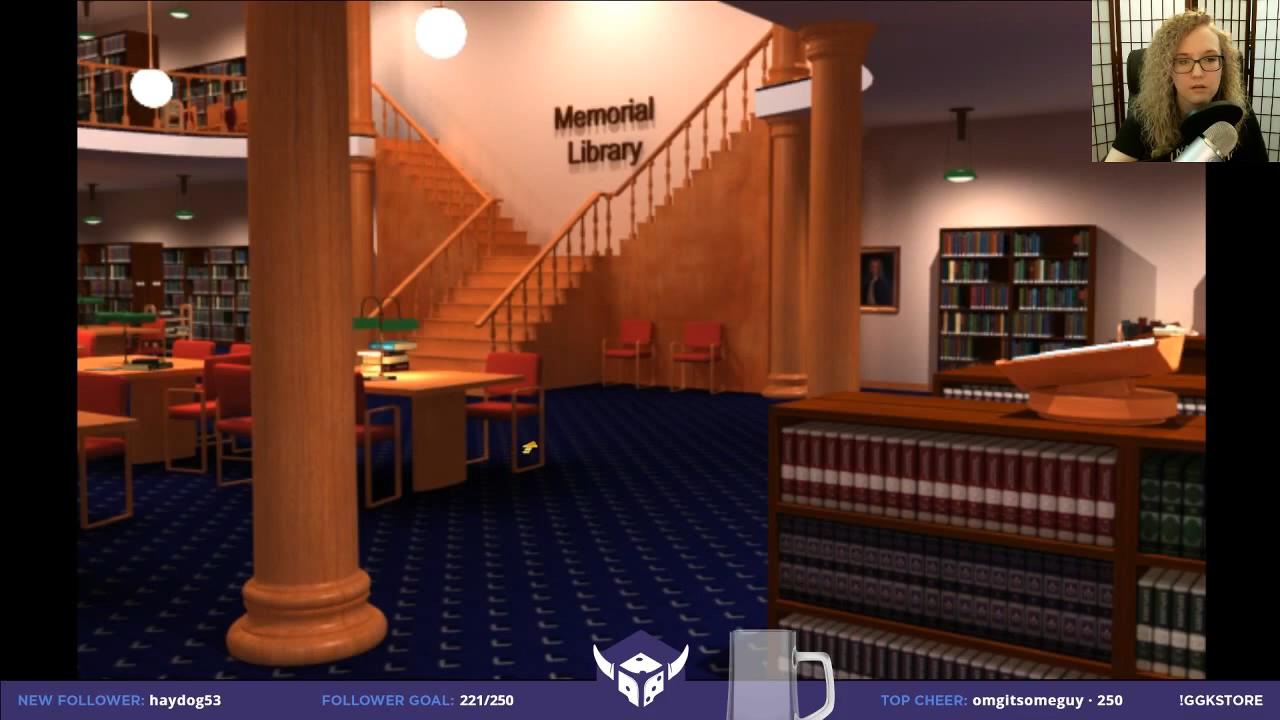 Memorial
Library
NEW FOLLOWER: haydog53
FOLLOWER GOAL: 221/250
TOP CHEER: omgitsomeguy · 250
!GGKSTORE